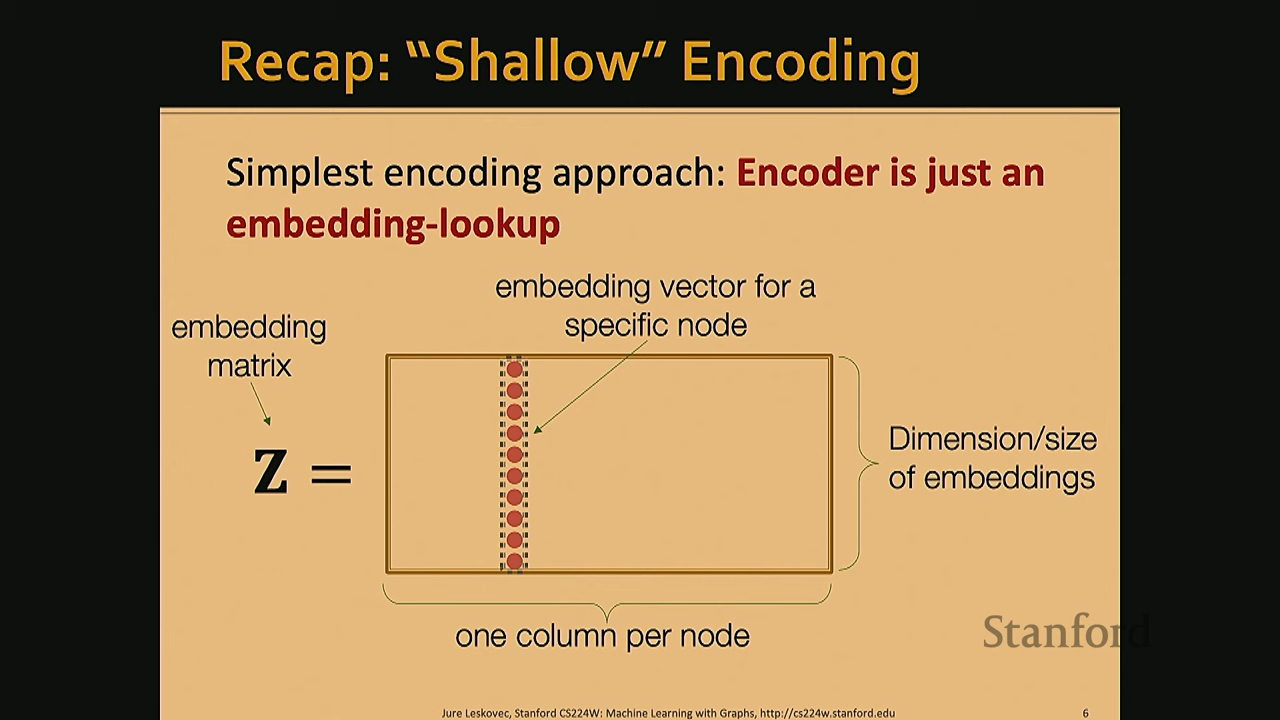 Recap: “Shallow” Encoding
Simplest encoding approach: Encoder is just an
embedding-lookup
embedding vector for a
specific node
embedding
matrix
Z =
Dimension/size
of embeddings
one column per node
Stanford
Jure Leskovec, Stanford CS224W: Machine Learning with Graphs, http://cs224w.stanford.edu
6